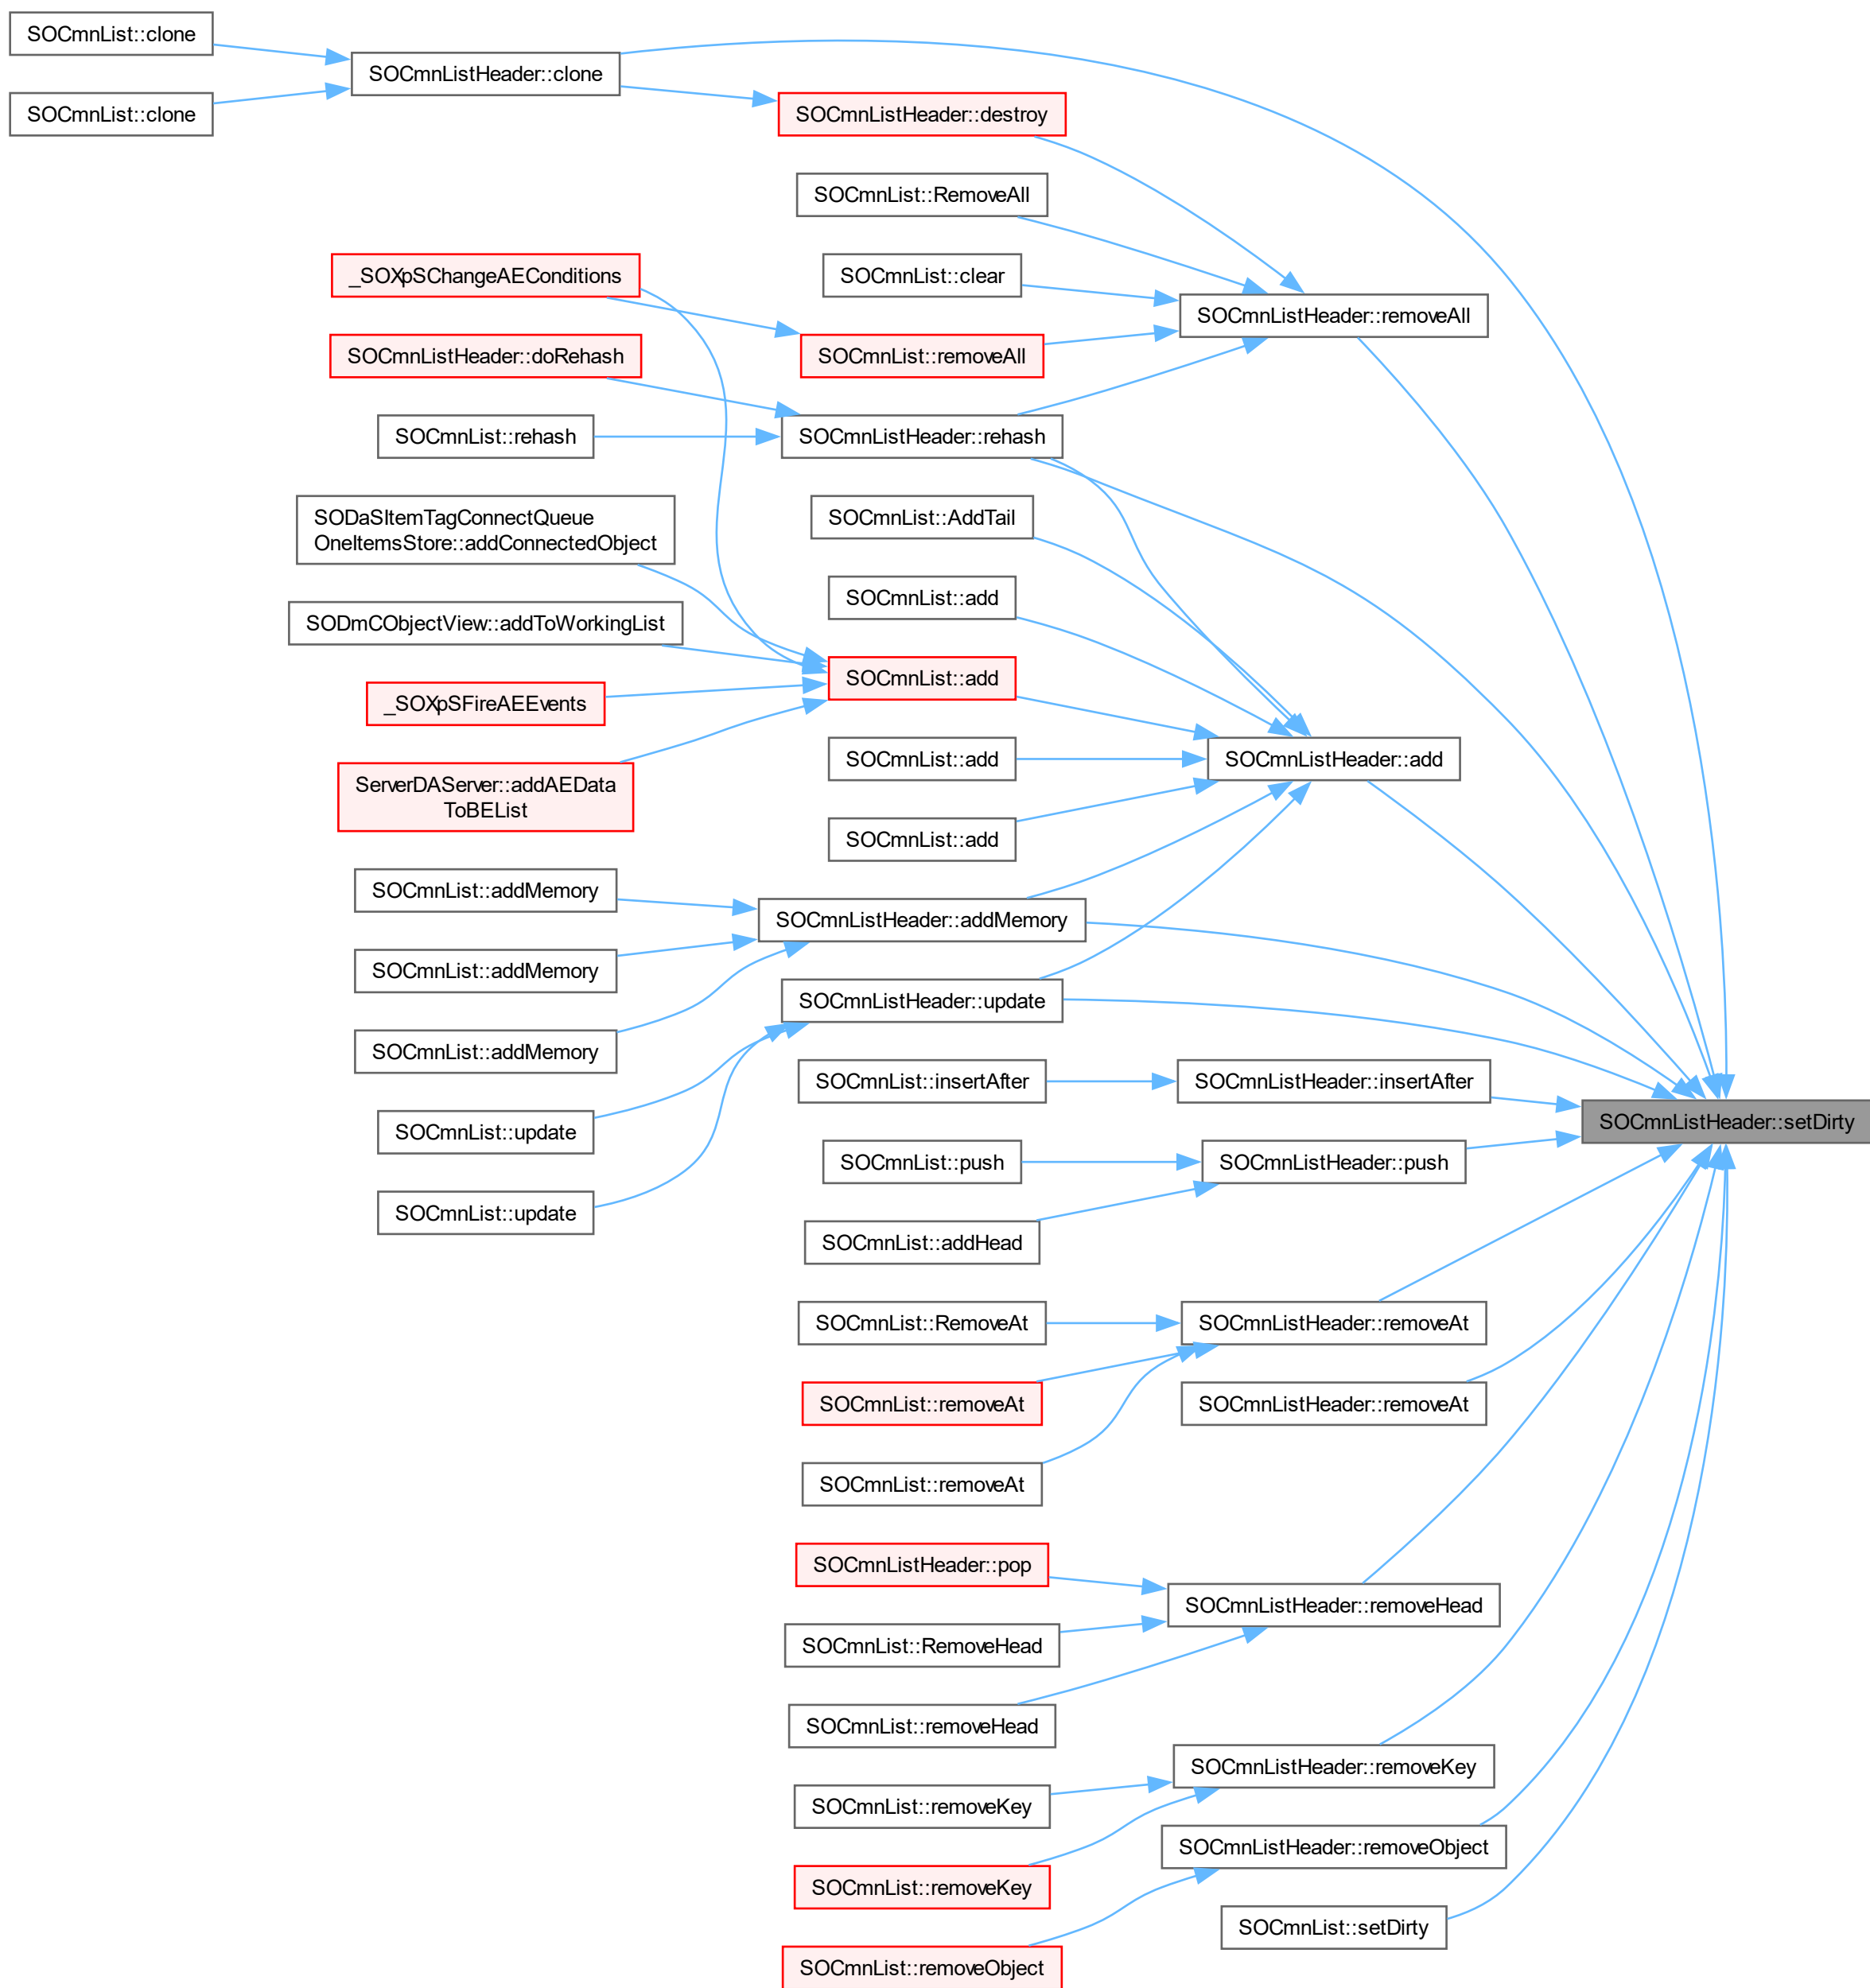 SOCmnList::clone
SOCmnListHeader::clone
SOCmnList::clone
SOCmnListHeader::destroy
SOCmnList::RemoveAll
_SOXpSChangeAEConditions
SOCmnList::clear
SOCmnListHeader::removeAll
SOCmnListHeader::doRehash
SOCmnList::removeAll
SOCmnList::rehash
SOCmnListHeader::rehash
SODaSItemTagConnectQueue
OneItemsStore::addConnectedObject
SOCmnList::AddTail
SOCmnList::add
SODmCObjectView::addToWorkingList
SOCmnList::add
_SOXpSFireAEEvents
SOCmnList::add
SOCmnListHeader::add
ServerDAServer::addAEData
ToBEList
SOCmnList::add
SOCmnList::addMemory
SOCmnListHeader::addMemory
SOCmnList::addMemory
SOCmnListHeader::update
SOCmnList::addMemory
SOCmnList::insertAfter
SOCmnListHeader::insertAfter
SOCmnListHeader::setDirty
SOCmnList::update
SOCmnList::push
SOCmnListHeader::push
SOCmnList::update
SOCmnList::addHead
SOCmnList::RemoveAt
SOCmnListHeader::removeAt
SOCmnList::removeAt
SOCmnListHeader::removeAt
SOCmnList::removeAt
SOCmnListHeader::pop
SOCmnListHeader::removeHead
SOCmnList::RemoveHead
SOCmnList::removeHead
SOCmnListHeader::removeKey
SOCmnList::removeKey
SOCmnListHeader::removeObject
SOCmnList::removeKey
SOCmnList::setDirty
SOCmnList::removeObject